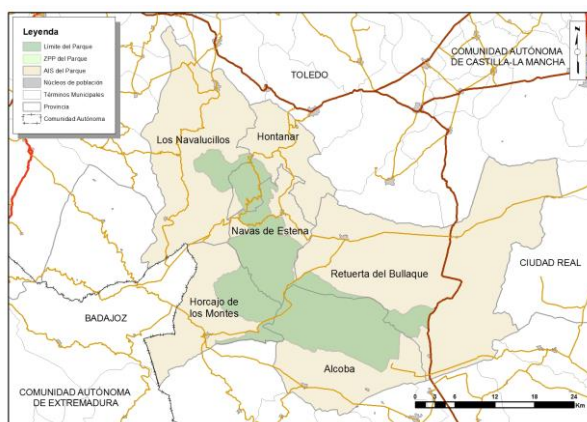 Leyenda
Límite del Parque
ZPP del Parque
AIS del Parque
Núcleos de población
Términos Municipales
Provincia
Comunidad Autónoma
N
COMUNIDAD AUTÓNOMA
DE CASTILLA-LA MANCHA
TOLEDO
Los Navalucillos
Hontanar
Navas de Estena
Retuerta del Bullaque
CIUDAD REAL
Horcajo de
los Montes
BADAJOZ
Alcoba
COMUNIDAD AUTÓNOMA
DE EXTREMADURA
6
12
18
24
Km